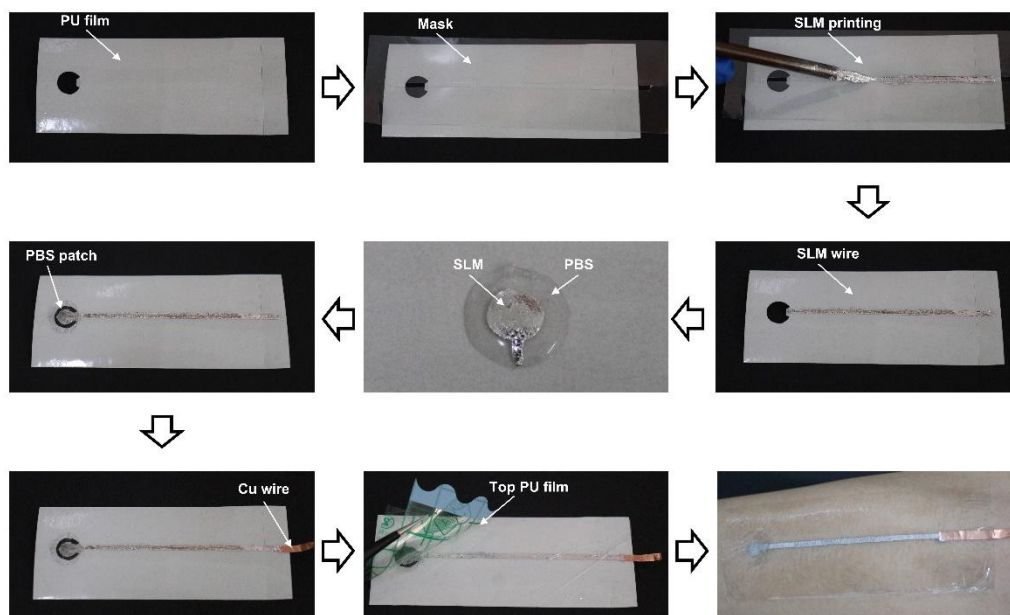 PU film
Mask
SLM printing
PBS patch
SLM
PBS
SLM wire
Cu wire
Top PU film